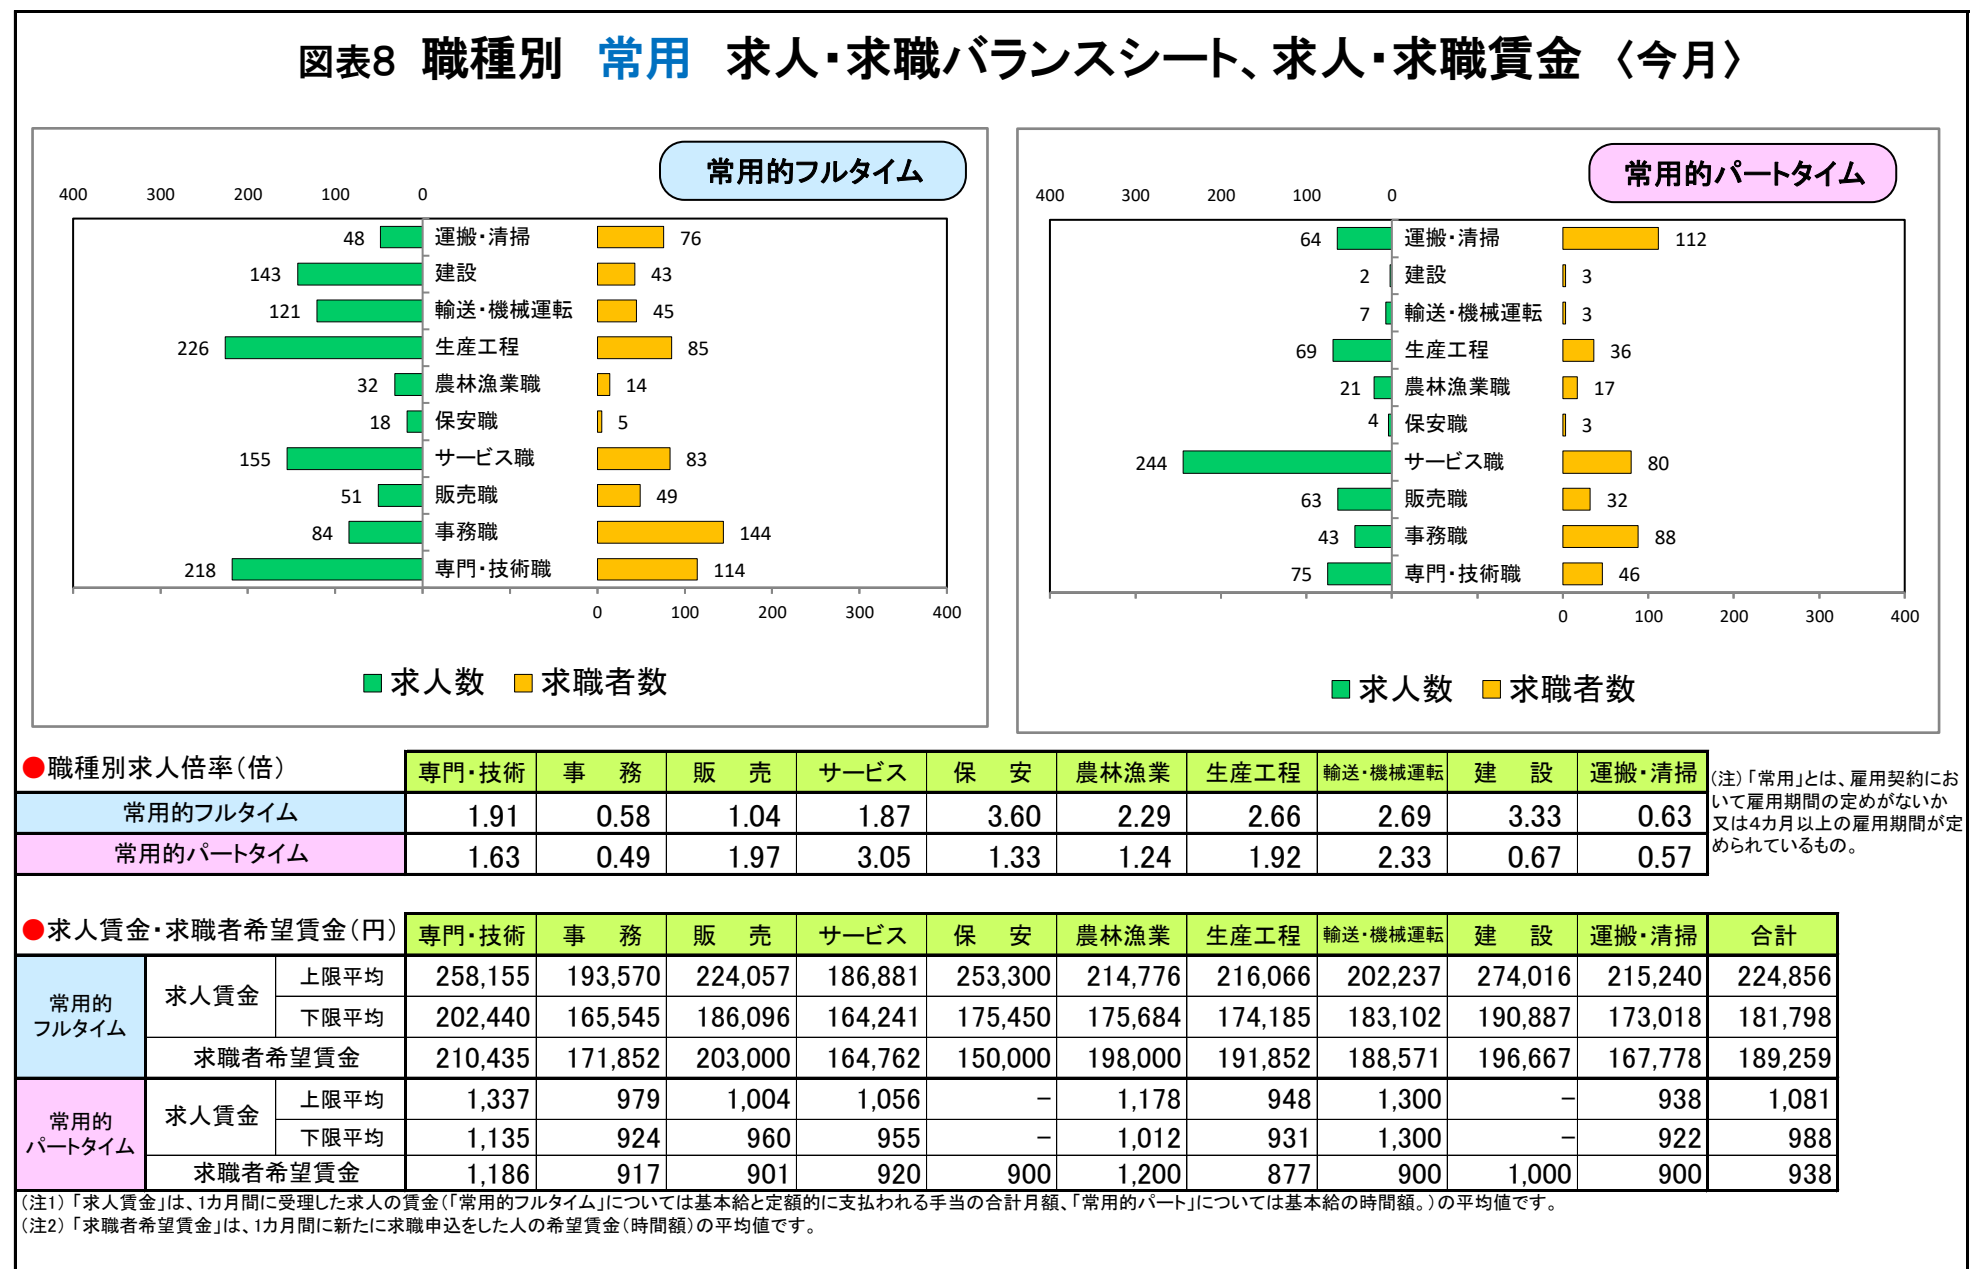 図表8 職種別 常用 求人・求職バランスシート、求人・求職賃金 〈今月〉
常用的フルタイム
400 300 200 100 0
48 運搬・清掃 76
143 建設 43
121 輸送・機械運転 45
226 生産工程 85
32 農林漁業職 14
18 保安職 5
155 サービス職 83
51 販売職 49
84 事務職 144
218 専門・技術職 114
0 100 200 300 400
求人数 求職者数
常用的パートタイム
400 300 200 100 0
64 運搬・清掃 112
2 建設 3
7 輸送・機械運転 3
69 生産工程 36
21 農林漁業職 17
4 保安職 3
244 サービス職 80
63 販売職 32
43 事務職 88
75 専門・技術職 46
0 100 200 300 400
求人数 求職者数
●職種別求人倍率(倍) 専門・技術 事 務 販 売 サービス 保 安 農林漁業 生産工程 輸送・機械運転 建 設 運搬・清掃
常用的フルタイム 1.91 0.58 1.04 1.87 3.60 2.29 2.66 2.69 3.33 0.63
常用的パートタイム 1.63 0.49 1.97 3.05 1.33 1.24 1.92 2.33 0.67 0.57
(注)「常用」とは、雇用契約にお
いて雇用期間の定めがないか
又は4カ月以上の雇用期間が定
められているもの。
●求人賃金・求職者希望賃金(円) 専門・技術 事 務 販 売 サービス 保 安 農林漁業 生産工程 輸送・機械運転 建 設 運搬・清掃 合計
常用的
フルタイム
求人賃金
上限平均 258,155 193,570 224,057 186,881 253,300 214,776 216,066 202,237 274,016 215,240 224,856
下限平均 202,440 165,545 186,096 164,241 175,450 175,684 174,185 183,102 190,887 173,018 181,798
求職者希望賃金 210,435 171,852 203,000 164,762 150,000 198,000 191,852 188,571 196,667 167,778 189,259
常用的
パートタイム
求人賃金
上限平均 1,337 979 1,004 1,056 − 1,178 948 1,300 − 938 1,081
下限平均 1,135 924 960 955 − 1,012 931 1,300 − 922 988
求職者希望賃金 1,186 917 901 920 900 1,200 877 900 1,000 900 938
(注1)「求人賃金」は、1カ月間に受理した求人の賃金(「常用的フルタイム」については基本給と定額的に支払われる手当の合計月額、「常用的パート」については基本給の時間額。)の平均値です。
(注2)「求職者希望賃金」は、1カ月間に新たに求職申込をした人の希望賃金(時間額)の平均値です。